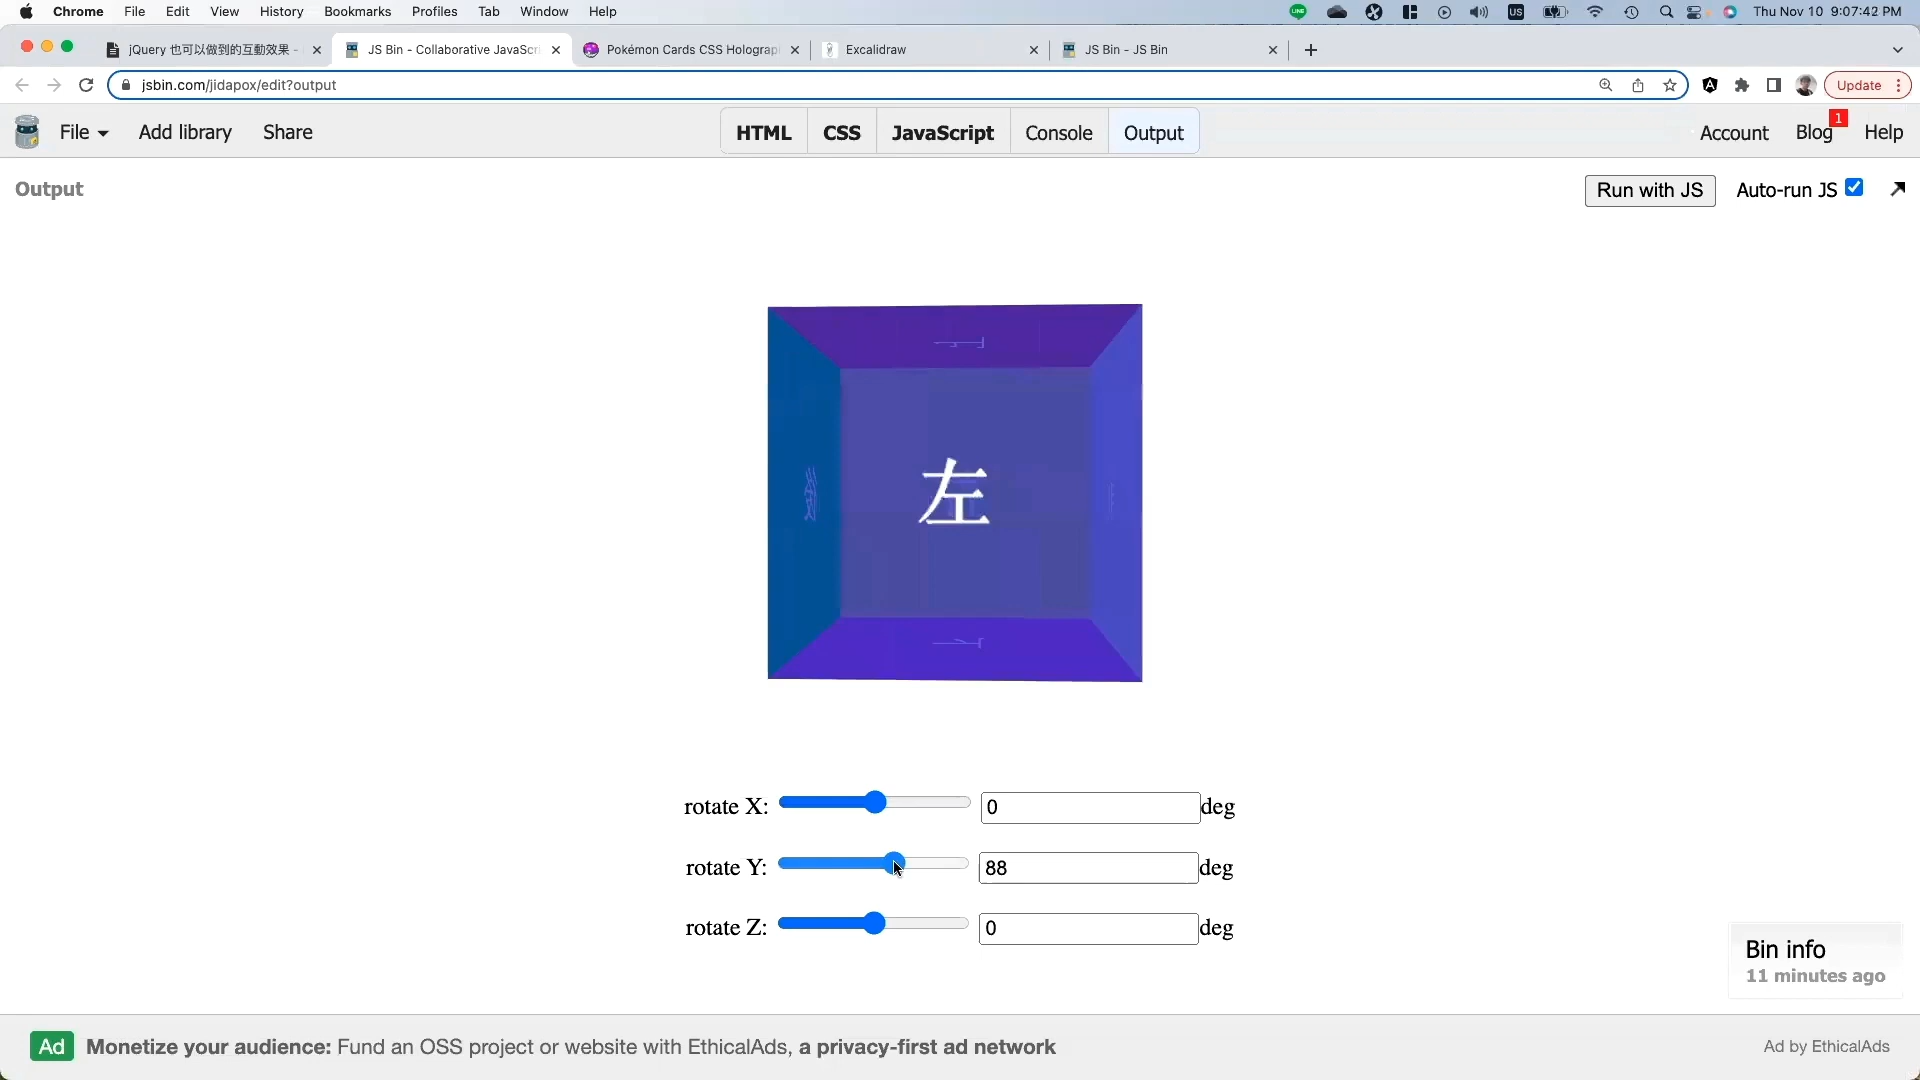 Chrome File Edit View History Bookmarks Profiles Tab Window Help US Thu Nov 10 9:07:42 PM
jQuery 也可以做到的互動效果 - JS Bin - Collaborative JavaScri Pokémon Cards CSS Holograp Excalidraw JS Bin - JS Bin
jsbin.com/jidapox/edit?output Update
File Add library Share HTML CSS JavaScript Console Output Account Blog 1 Help
Output Run with JS Auto-run JS
左
rotate X: 0 deg
rotate Y: 88 deg
rotate Z: 0 deg
Bin info
11 minutes ago
Ad Monetize your audience: Fund an OSS project or website with EthicalAds, a privacy-first ad network Ad by EthicalAds